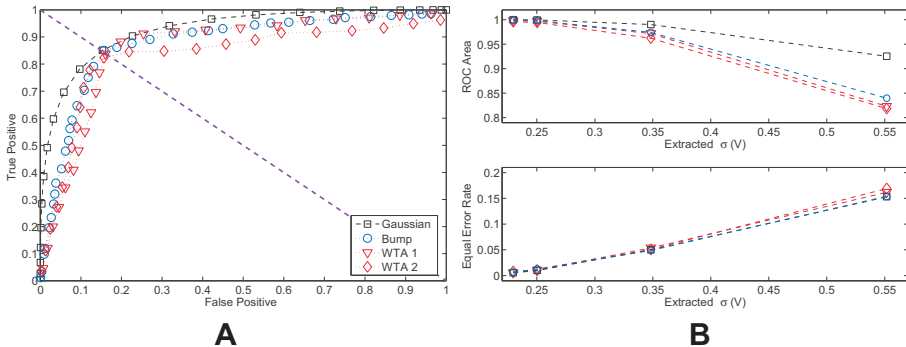 1
0.9
0.8
0.7
0.6
0.5
0.4
0.3
0.2
0.1
0
True Positive
0 0.1 0.2 0.3 0.4 0.5 0.6 0.7 0.8 0.9 1
False Positive
Gaussian
Bump
WTA 1
WTA 2
A
1
0.95
0.9
0.85
0.8
ROC Area
0.25 0.3 0.35 0.4 0.45 0.5 0.55
Extracted σ (V)
0.2
0.15
0.1
0.05
0
Equal Error Rate
0.25 0.3 0.35 0.4 0.45 0.5 0.55
Extracted σ (V)
B